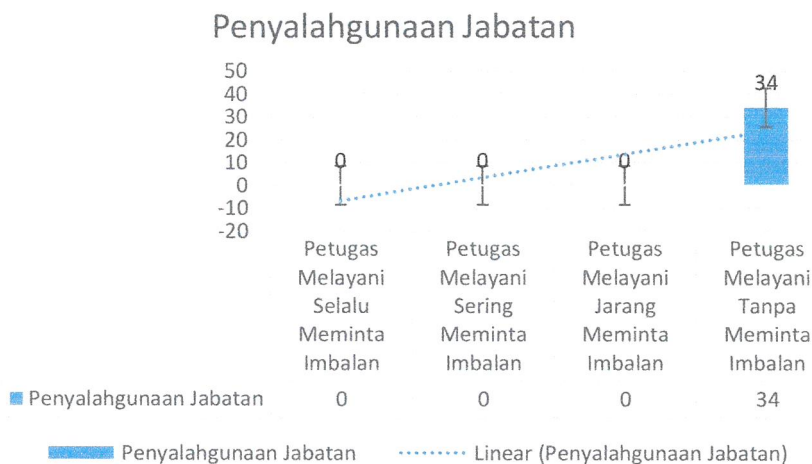 Penyalahgunaan Jabatan
50
40
30
20
10
0
-10
-20
0
0
0
34
Petugas Melayani Selalu Meminta Imbalan
Petugas Melayani Sering Meminta Imbalan
Petugas Melayani Jarang Meminta Imbalan
Petugas Melayani Tanpa Meminta Imbalan
Penyalahgunaan Jabatan 0 0 0 34
Penyalahgunaan Jabatan Linear (Penyalahgunaan Jabatan)